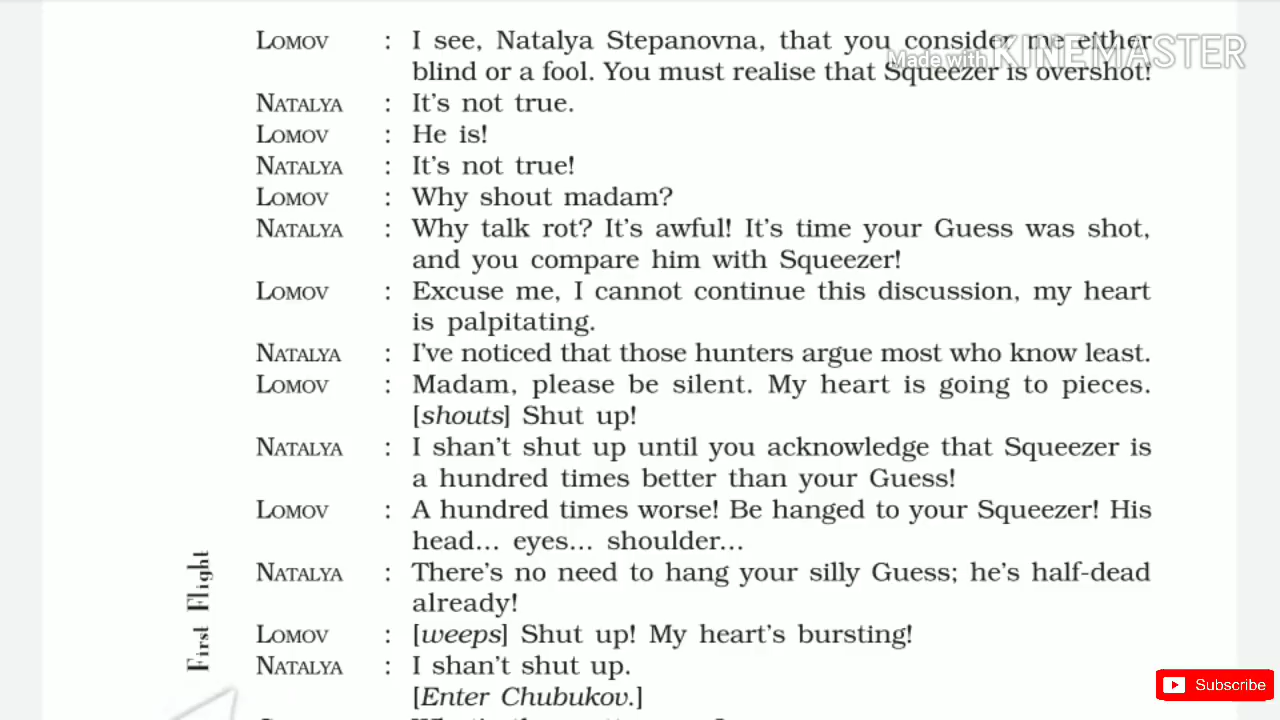 LOMOV : I see, Natalya Stepanovna, that you consider me either
blind or a fool. You must realise that Squeezer is overshot!
NATALYA : It's not true.
LOMOV : He is!
NATALYA : It's not true!
LOMOV : Why shout madam?
NATALYA : Why talk rot? It's awful! It's time your Guess was shot,
and you compare him with Squeezer!
LOMOV : Excuse me, I cannot continue this discussion, my heart
is palpitating.
NATALYA : I've noticed that those hunters argue most who know least.
LOMOV : Madam, please be silent. My heart is going to pieces.
[shouts] Shut up!
NATALYA : I shan't shut up until you acknowledge that Squeezer is
a hundred times better than your Guess!
LOMOV : A hundred times worse! Be hanged to your Squeezer! His
head... eyes... shoulder...
NATALYA : There's no need to hang your silly Guess; he's half-dead
already!
LOMOV : [weeps] Shut up! My heart's bursting!
NATALYA : I shan't shut up.
[Enter Chubukov.]
First Flight
Made with KINEMASTER
Subscribe